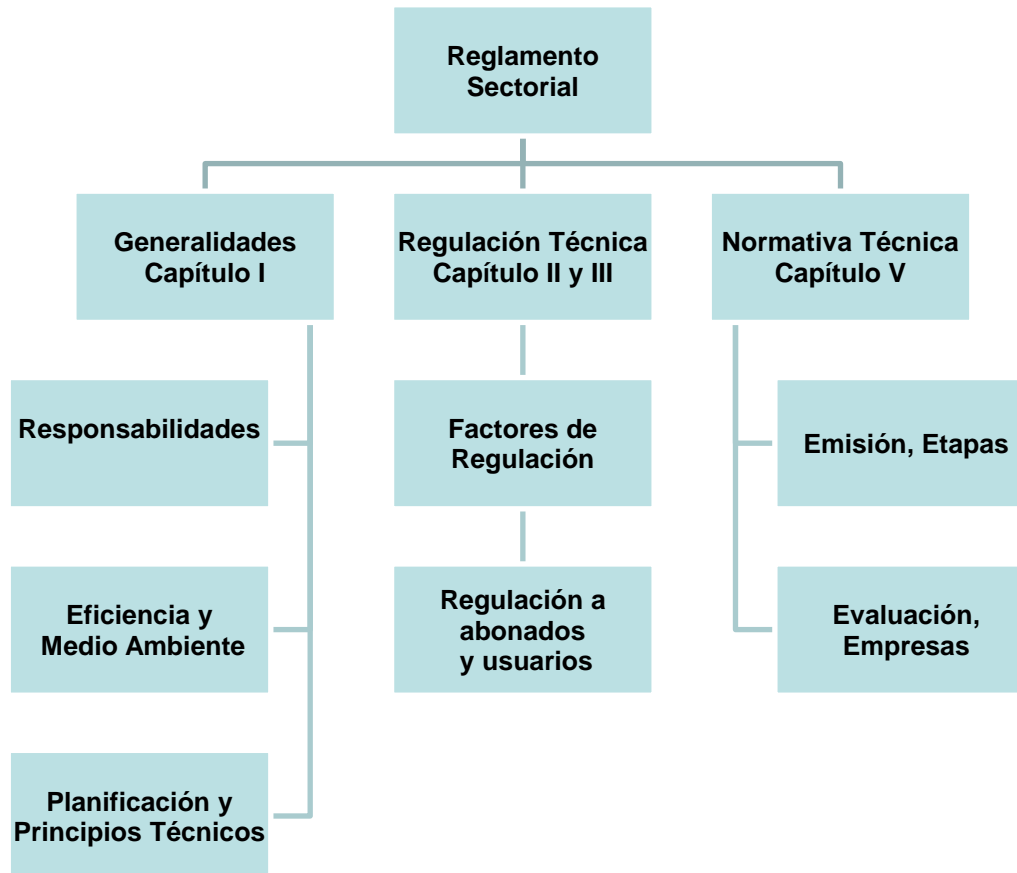 Reglamento
Sectorial
Generalidades
Capítulo I
Regulación Técnica
Capítulo II y III
Normativa Técnica
Capítulo V
Responsabilidades
Factores de
Regulación
Emisión, Etapas
Eficiencia y
Medio Ambiente
Regulación a
abonados
y usuarios
Evaluación,
Empresas
Planificación y
Principios Técnicos